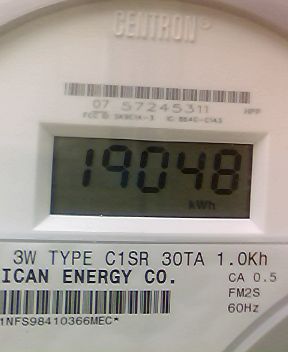 CENTRON®
07 57245311 HPP
19048
kWh
3W TYPE C1SR 30TA 1.0Kh
ICAN ENERGY CO. CA 0.5
FM2S
60Hz
1NFS98410366MEC*